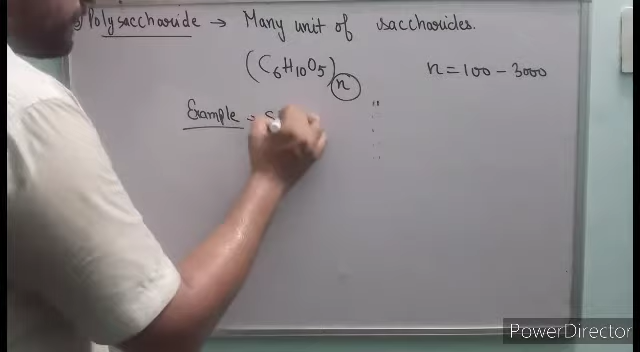 Polysaccharide → Many unit of saccharides.
(C6H10O5)n n = 100 - 3000
Example → S
PowerDirector